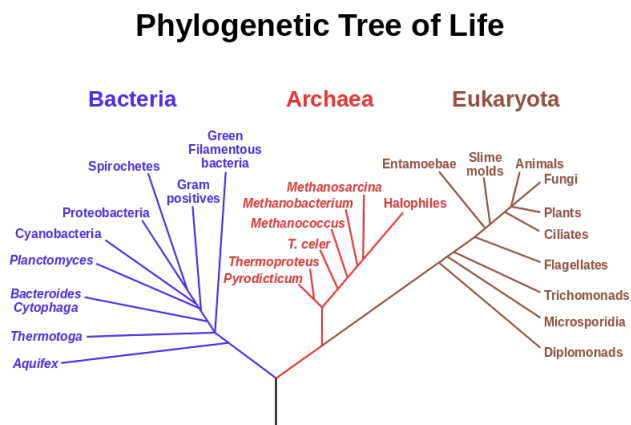 Phylogenetic Tree of Life
Bacteria
Archaea
Eukaryota
Green
Filamentous
bacteria
Spirochetes
Gram
positives
Proteobacteria
Cyanobacteria
Planctomyces
Bacteroides
Cytophaga
Thermotoga
Aquifex
Methanosarcina
Methanobacterium
Halophiles
Methanococcus
T. celer
Thermoproteus
Pyrodicticum
Entamoebae
Slime
molds
Animals
Fungi
Plants
Ciliates
Flagellates
Trichomonads
Microsporidia
Diplomonads